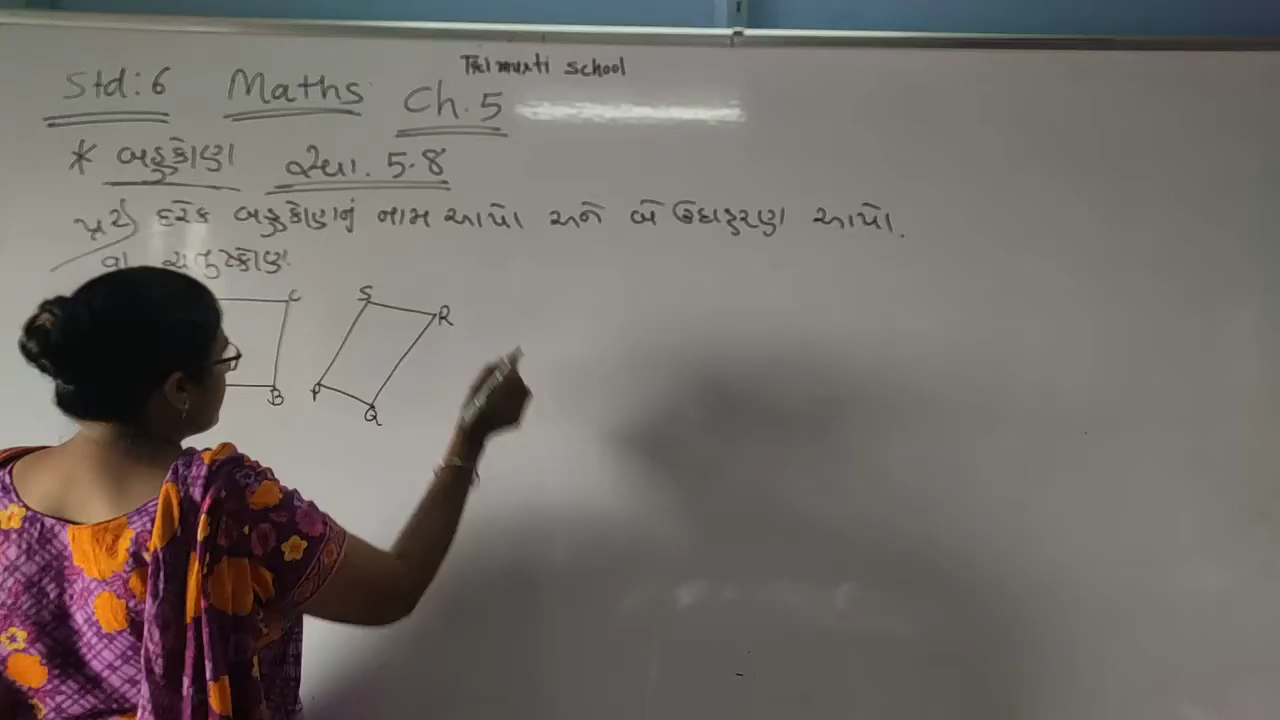 Trimurti School
Std:6 Maths Ch.5
* બહુકોણ સ્વા. 5.8
દરેક બહુકોણનું નામ આપો અને બે ઉદાહરણ આપો.
ચતુષ્કોણ
C S R
B P Q